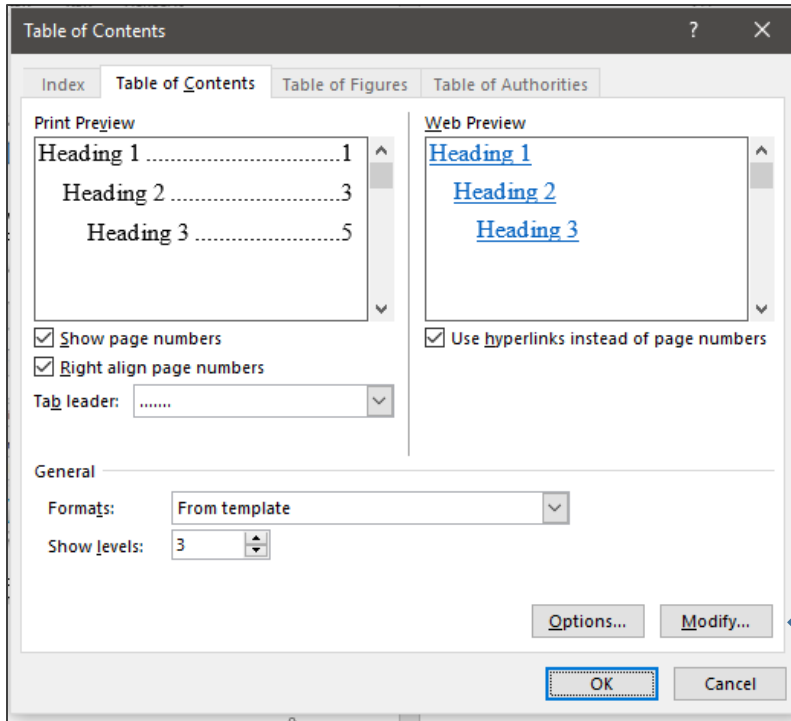 Table of Contents ? ×
Index Table of Contents Table of Figures Table of Authorities
Print Preview
Heading 1 ................................1
Heading 2 ............................3
Heading 3 ........................5
Show page numbers
Right align page numbers
Tab leader: .......
Web Preview
Heading 1
Heading 2
Heading 3
Use hyperlinks instead of page numbers
General
Formats: From template
Show levels: 3
Options... Modify...
OK Cancel